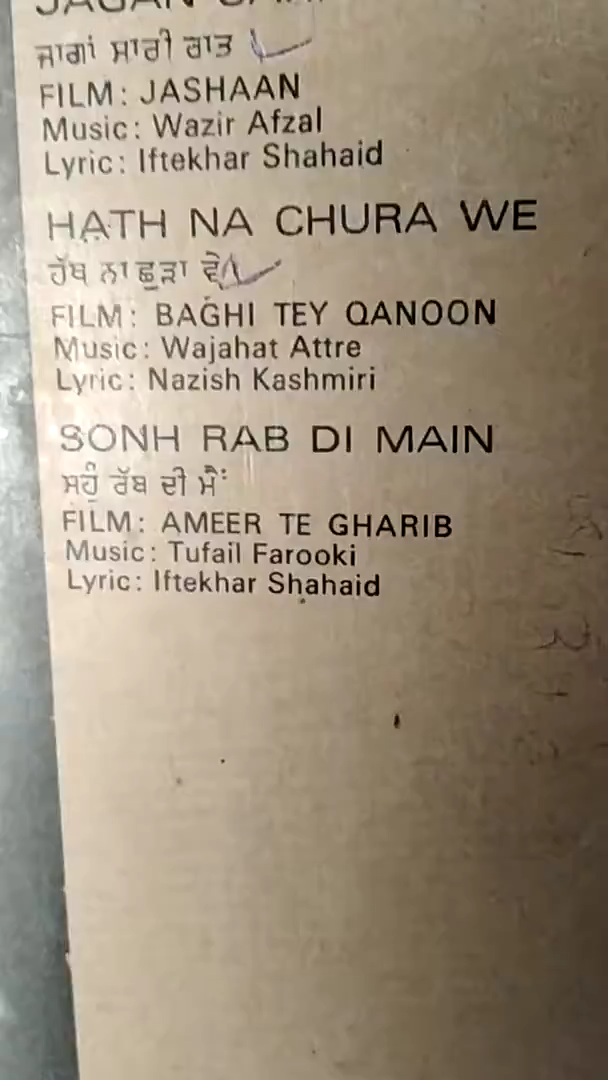 JAGAN
ਜਾਗਾਂ ਸਾਰੀ ਰਾਤ
FILM: JASHAAN
Music: Wazir Afzal
Lyric: Iftekhar Shahaid
HATH NA CHURA WE
ਹੱਥ ਨਾ ਛੁੜਾ ਵੇ
FILM: BAGHI TEY QANOON
Music: Wajahat Attre
Lyric: Nazish Kashmiri
SONH RAB DI MAIN
ਸਹੁੰ ਰੱਬ ਦੀ ਮੈਂ
FILM: AMEER TE GHARIB
Music: Tufail Farooki
Lyric: Iftekhar Shahaid